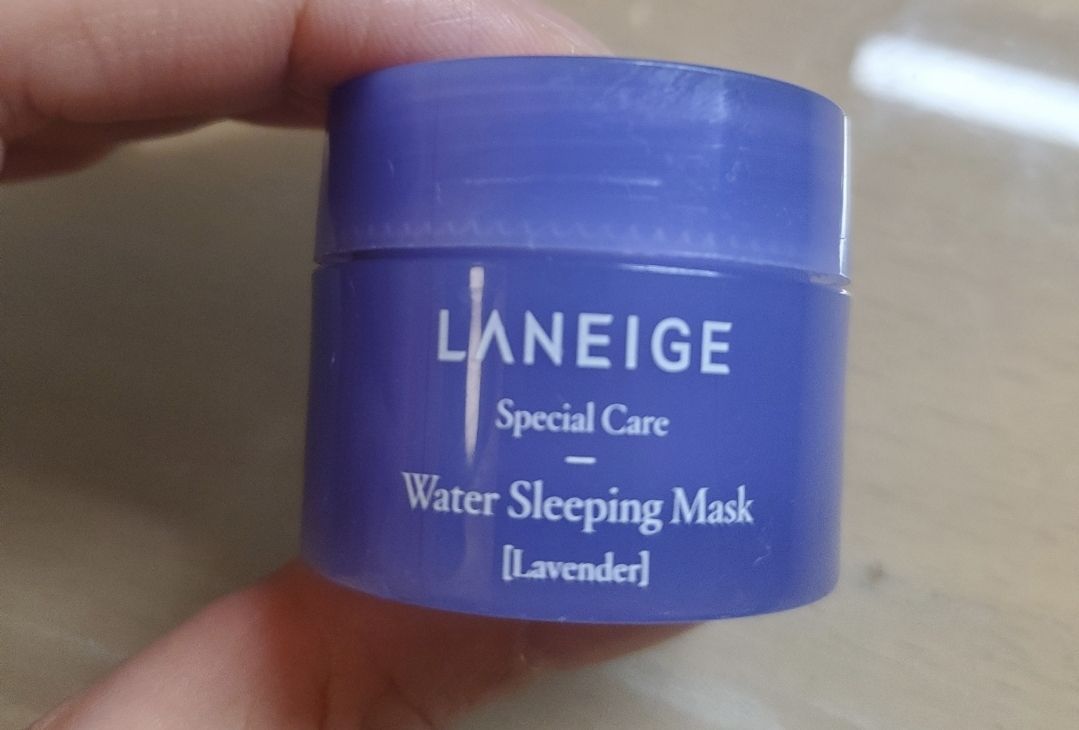 LANEIGE
Special Care
Water Sleeping Mask
[Lavender]